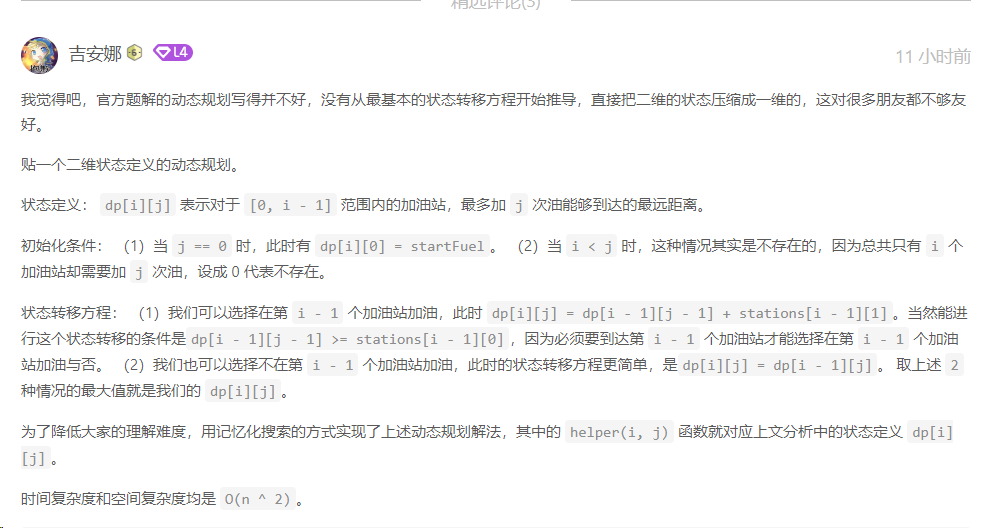 精选评论(3)
吉安娜 6 L4
11 小时前
我觉得吧，官方题解的动态规划写得并不好，没有从最基本的状态转移方程开始推导，直接把二维的状态压缩成一维的，这对很多朋友都不够友
好。
贴一个二维状态定义的动态规划。
状态定义： dp[i][j] 表示对于 [0, i - 1] 范围内的加油站，最多加 j 次油能够到达的最远距离。
初始化条件： （1）当 j == 0 时，此时有 dp[i][0] = startFuel。 （2）当 i < j 时，这种情况其实是不存在的，因为总共只有 i 个
加油站却需要加 j 次油，设成 0 代表不存在。
状态转移方程： （1）我们可以选择在第 i - 1 个加油站加油，此时 dp[i][j] = dp[i - 1][j - 1] + stations[i - 1][1]。当然能进
行这个状态转移的条件是 dp[i - 1][j - 1] >= stations[i - 1][0]，因为必须要到达第 i - 1 个加油站才能选择在第 i - 1 个加油
站加油与否。 （2）我们也可以选择不在第 i - 1 个加油站加油，此时的状态转移方程更简单，是 dp[i][j] = dp[i - 1][j]。 取上述 2
种情况的最大值就是我们的 dp[i][j]。
为了降低大家的理解难度，用记忆化搜索的方式实现了上述动态规划解法，其中的 helper(i, j) 函数就对应上文分析中的状态定义 dp[i]
[j]。
时间复杂度和空间复杂度均是 O(n ^ 2)。